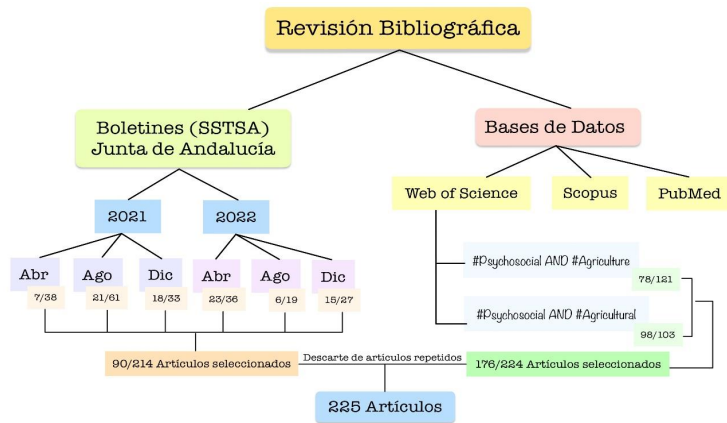 Revisión Bibliográfica
Boletines (SSTSA)
Junta de Andalucía
Bases de Datos
Web of Science
Scopus
PubMed
2021
2022
Abr
Ago
Dic
Abr
Ago
Dic
7/38
21/61
18/33
23/36
6/19
15/27
#Psychosocial AND #Agriculture
78/121
#Psychosocial AND #Agricultural
98/103
90/214 Artículos seleccionados
Descarte de artículos repetidos
176/224 Artículos seleccionados
225 Artículos